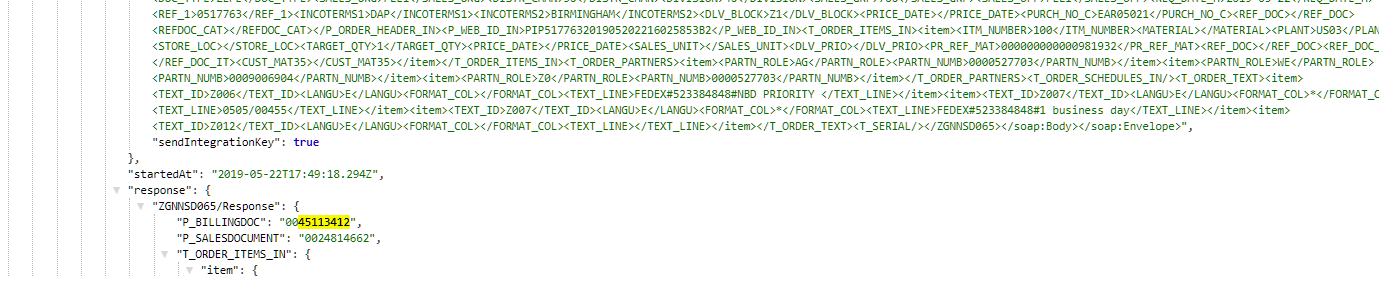 <REF_1>0517763</REF_1><INCOTERMS1>DAP</INCOTERMS1><INCOTERMS2>BIRMINGHAM</INCOTERMS2><DLV_BLOCK>Z1</DLV_BLOCK><PRICE_DATE></PRICE_DATE><PURCH_NO_C>EAR05021</PURCH_NO_C><REF_DOC></REF_DOC>
<REFDOC_CAT></REFDOC_CAT></P_ORDER_HEADER_IN><P_WEB_ID_IN>PIP517763201905202216025853B2</P_WEB_ID_IN><T_ORDER_ITEMS_IN><item><ITM_NUMBER>100</ITM_NUMBER><MATERIAL></MATERIAL><PLANT>US03</PLAN
<STORE_LOC></STORE_LOC><TARGET_QTY>1</TARGET_QTY><PRICE_DATE></PRICE_DATE><SALES_UNIT></SALES_UNIT><DLV_PRIO></DLV_PRIO><PR_REF_MAT>000000000000981932</PR_REF_MAT><REF_DOC></REF_DOC><REF_DOC_
</REF_DOC_IT><CUST_MAT35></CUST_MAT35></item></T_ORDER_ITEMS_IN><T_ORDER_PARTNERS><item><PARTN_ROLE>AG</PARTN_ROLE><PARTN_NUMB>0000527703</PARTN_NUMB></item><item><PARTN_ROLE>WE</PARTN_ROLE>
<PARTN_NUMB>0009006904</PARTN_NUMB></item><item><PARTN_ROLE>Z0</PARTN_ROLE><PARTN_NUMB>0000527703</PARTN_NUMB></item></T_ORDER_PARTNERS><T_ORDER_SCHEDULES_IN/><T_ORDER_TEXT><item>
<TEXT_ID>Z006</TEXT_ID><LANGU>E</LANGU><FORMAT_COL></FORMAT_COL><TEXT_LINE>FEDEX#523384848#NBD PRIORITY </TEXT_LINE></item><item><TEXT_ID>Z007</TEXT_ID><LANGU>E</LANGU><FORMAT_COL>*</FORMAT_CO
<TEXT_LINE>0505/00455</TEXT_LINE></item><item><TEXT_ID>Z007</TEXT_ID><LANGU>E</LANGU><FORMAT_COL>*</FORMAT_COL><TEXT_LINE>FEDEX#523384848#1 business day</TEXT_LINE></item><item>
<TEXT_ID>Z012</TEXT_ID><LANGU>E</LANGU><FORMAT_COL></FORMAT_COL><TEXT_LINE></TEXT_LINE></item></T_ORDER_TEXT><T_SERIAL/></ZGNNSD065></soap:Body></soap:Envelope>",
"sendIntegrationKey": true
},
"startedAt": "2019-05-22T17:49:18.294Z",
"response": {
"ZGNNSD065/Response": {
"P_BILLINGDOC": "0045113412",
"P_SALESDOCUMENT": "0024814662",
"T_ORDER_ITEMS_IN": {
"item": {